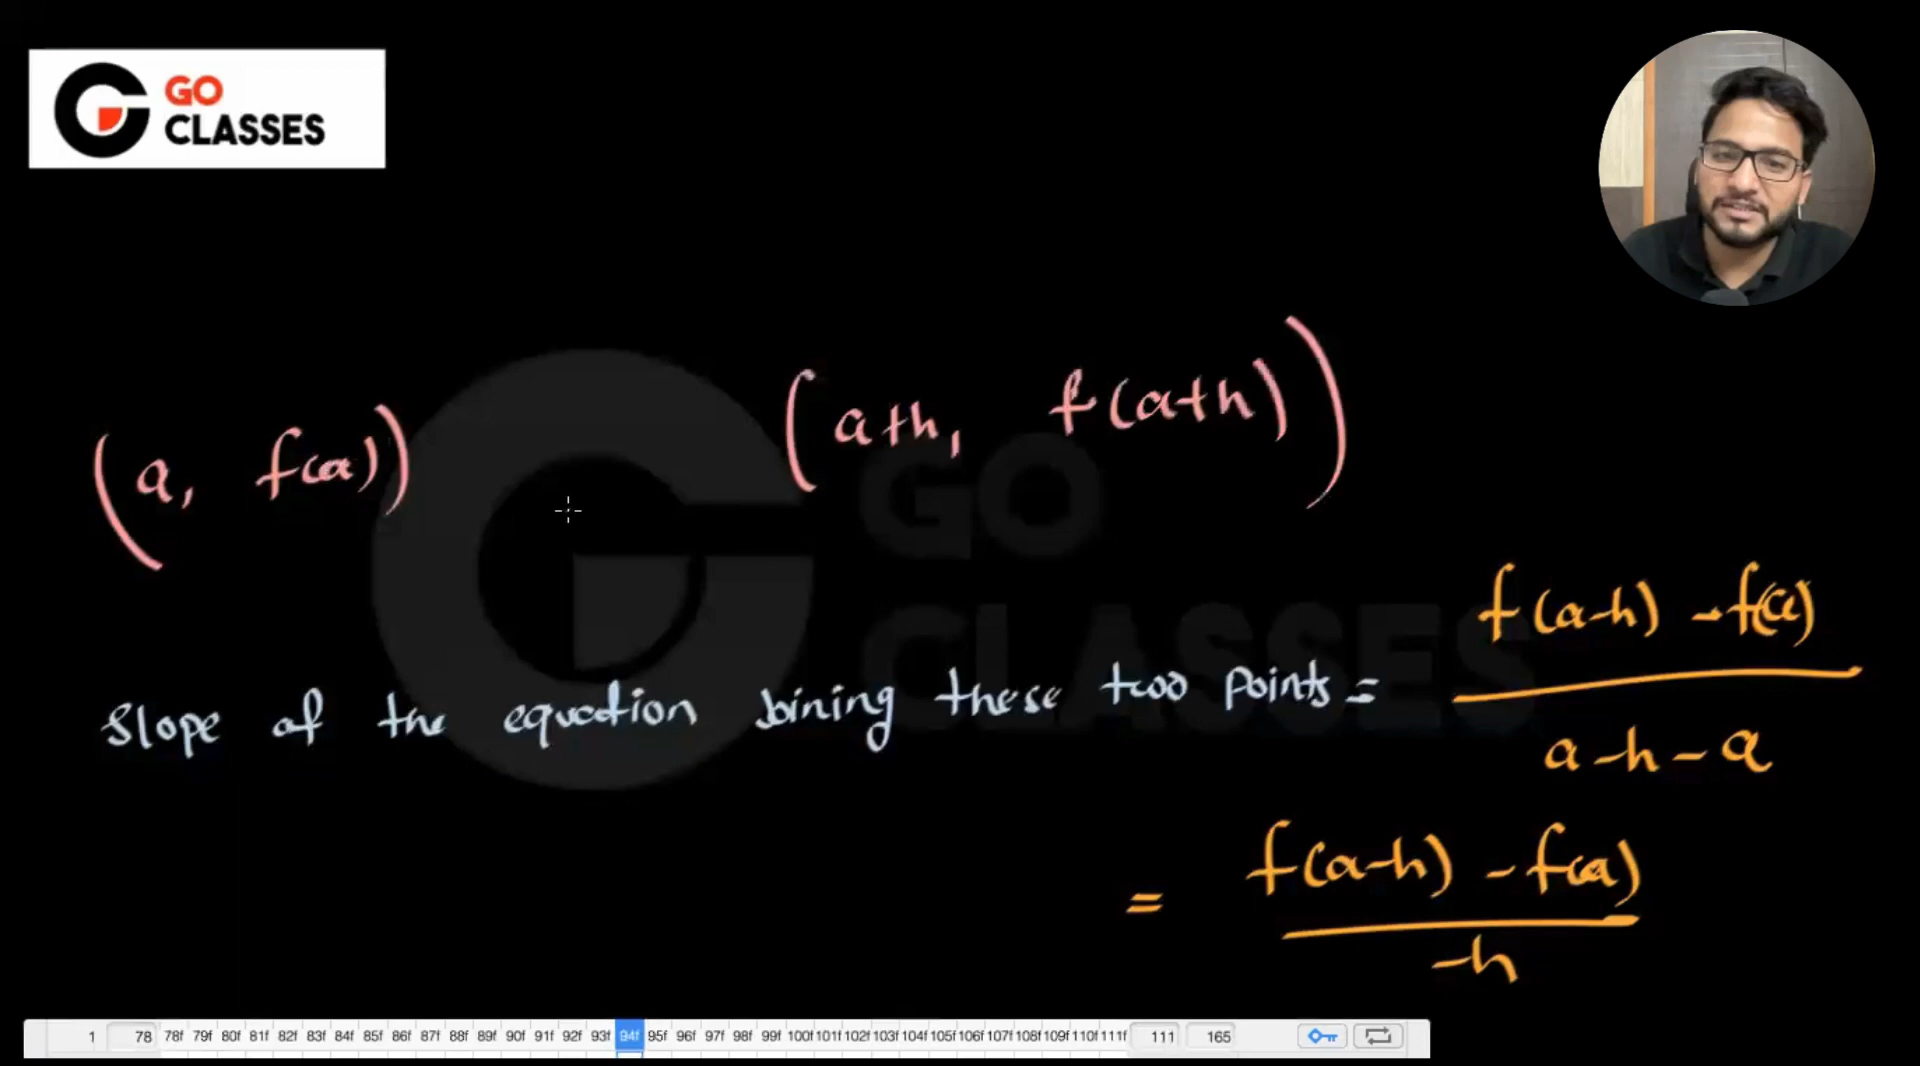 GO
CLASSES
(a, f(a)) (a+h, f(a+h))
GO
CLASSES
f(a-h) - f(a)
slope of the equation joining these two points =
a-h-a
= f(a-h) - f(a)
-h
1 78 78f 79f 80f 81f 82f 83f 84f 85f 86f 87f 88f 89f 90f 91f 92f 93f 94f 95f 96f 97f 98f 99f 100f 101f 102f 103f 104f 105f 106f 107f 108f 109f 110f 111f 111 165